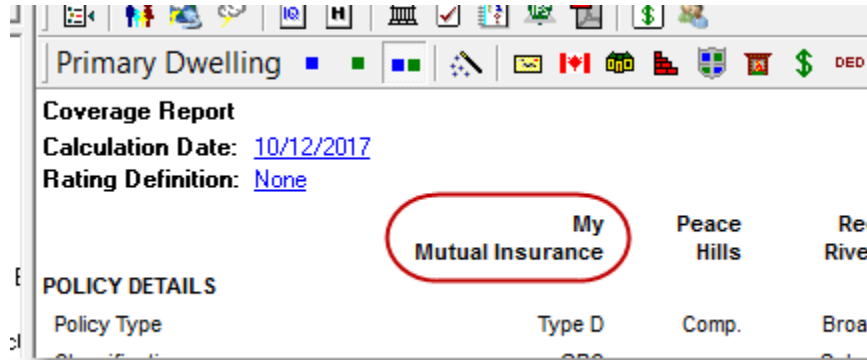 IQ H $
Primary Dwelling $ DED
Coverage Report
Calculation Date: 10/12/2017
Rating Definition: None
My Peace
Mutual Insurance Hills
POLICY DETAILS
Policy Type Type D Comp.